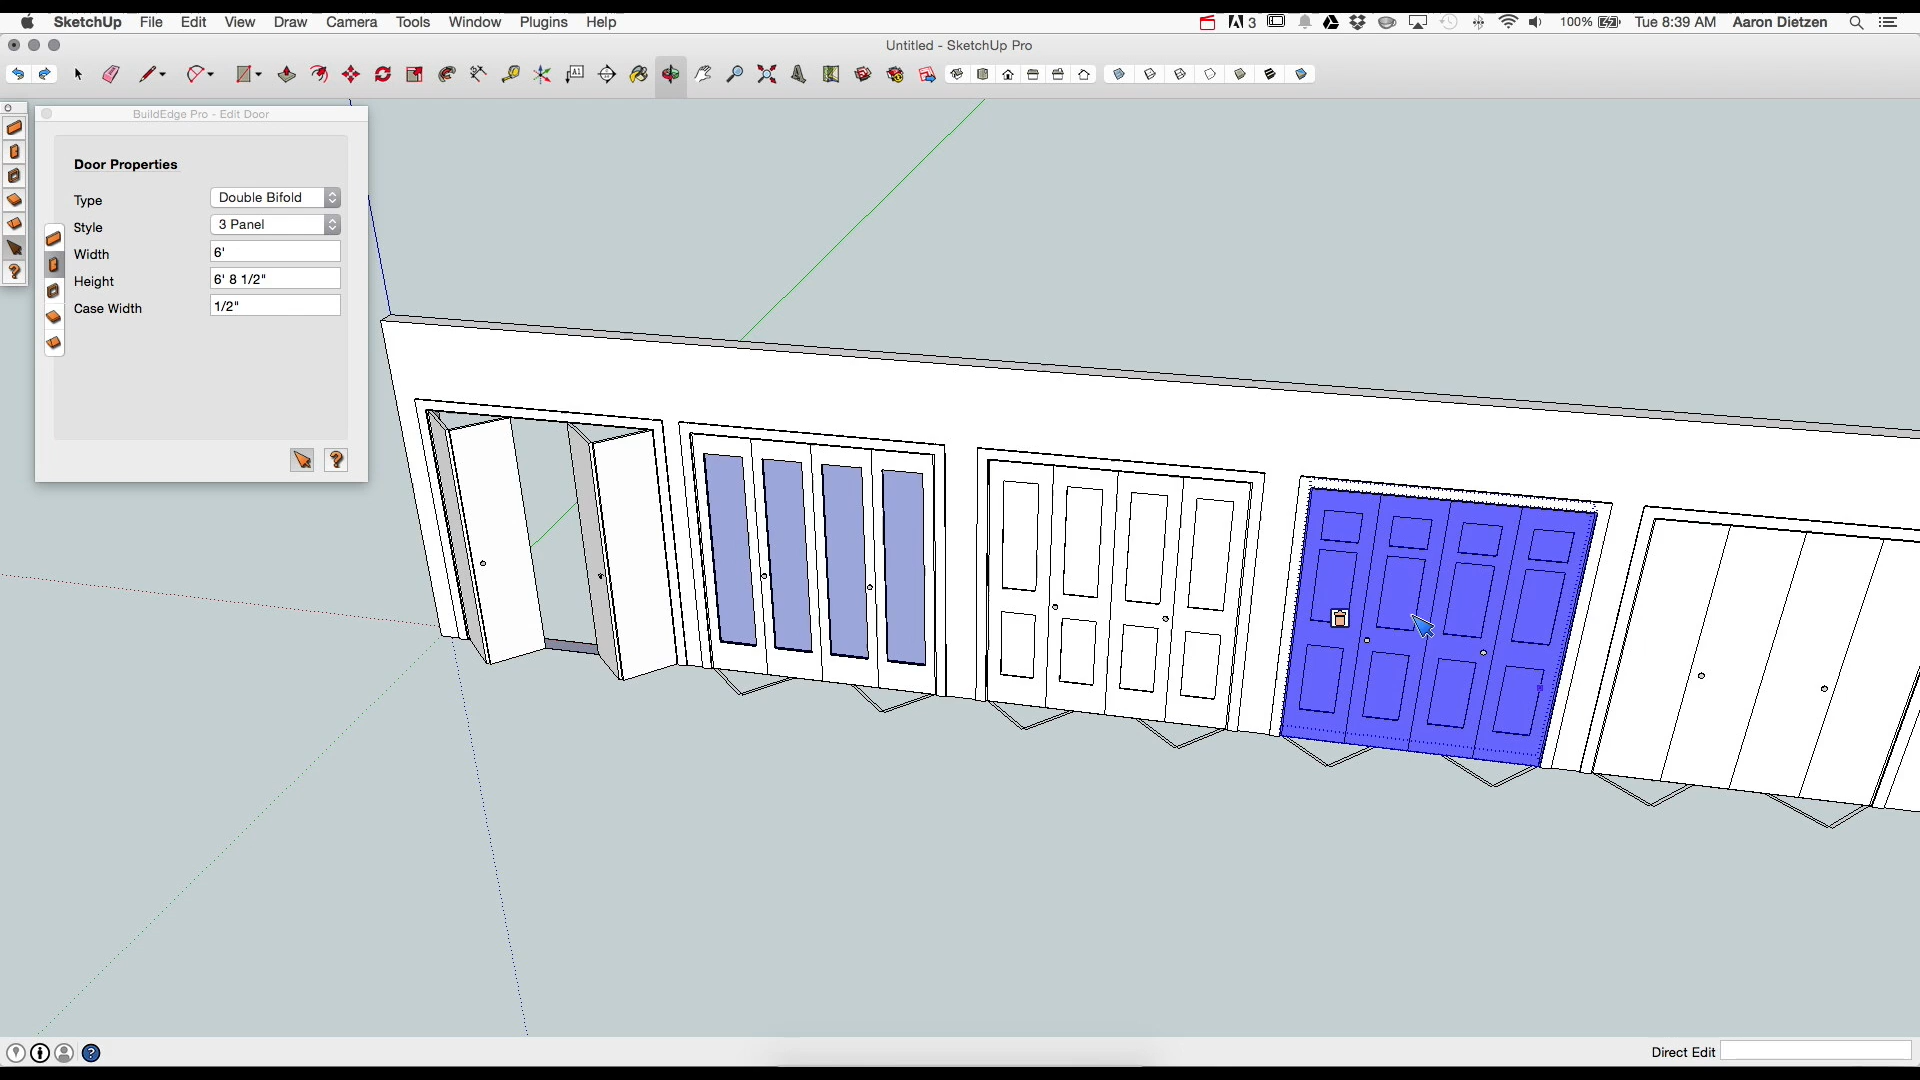 SketchUp File Edit View Draw Camera Tools Window Plugins Help 3 100% Tue 8:39 AM Aaron Dietzen
Untitled - SketchUp Pro
BuildEdge Pro - Edit Door
Door Properties
Type Double Bifold
Style 3 Panel
Width 6'
Height 6' 8 1/2"
Case Width 1/2"
Direct Edit